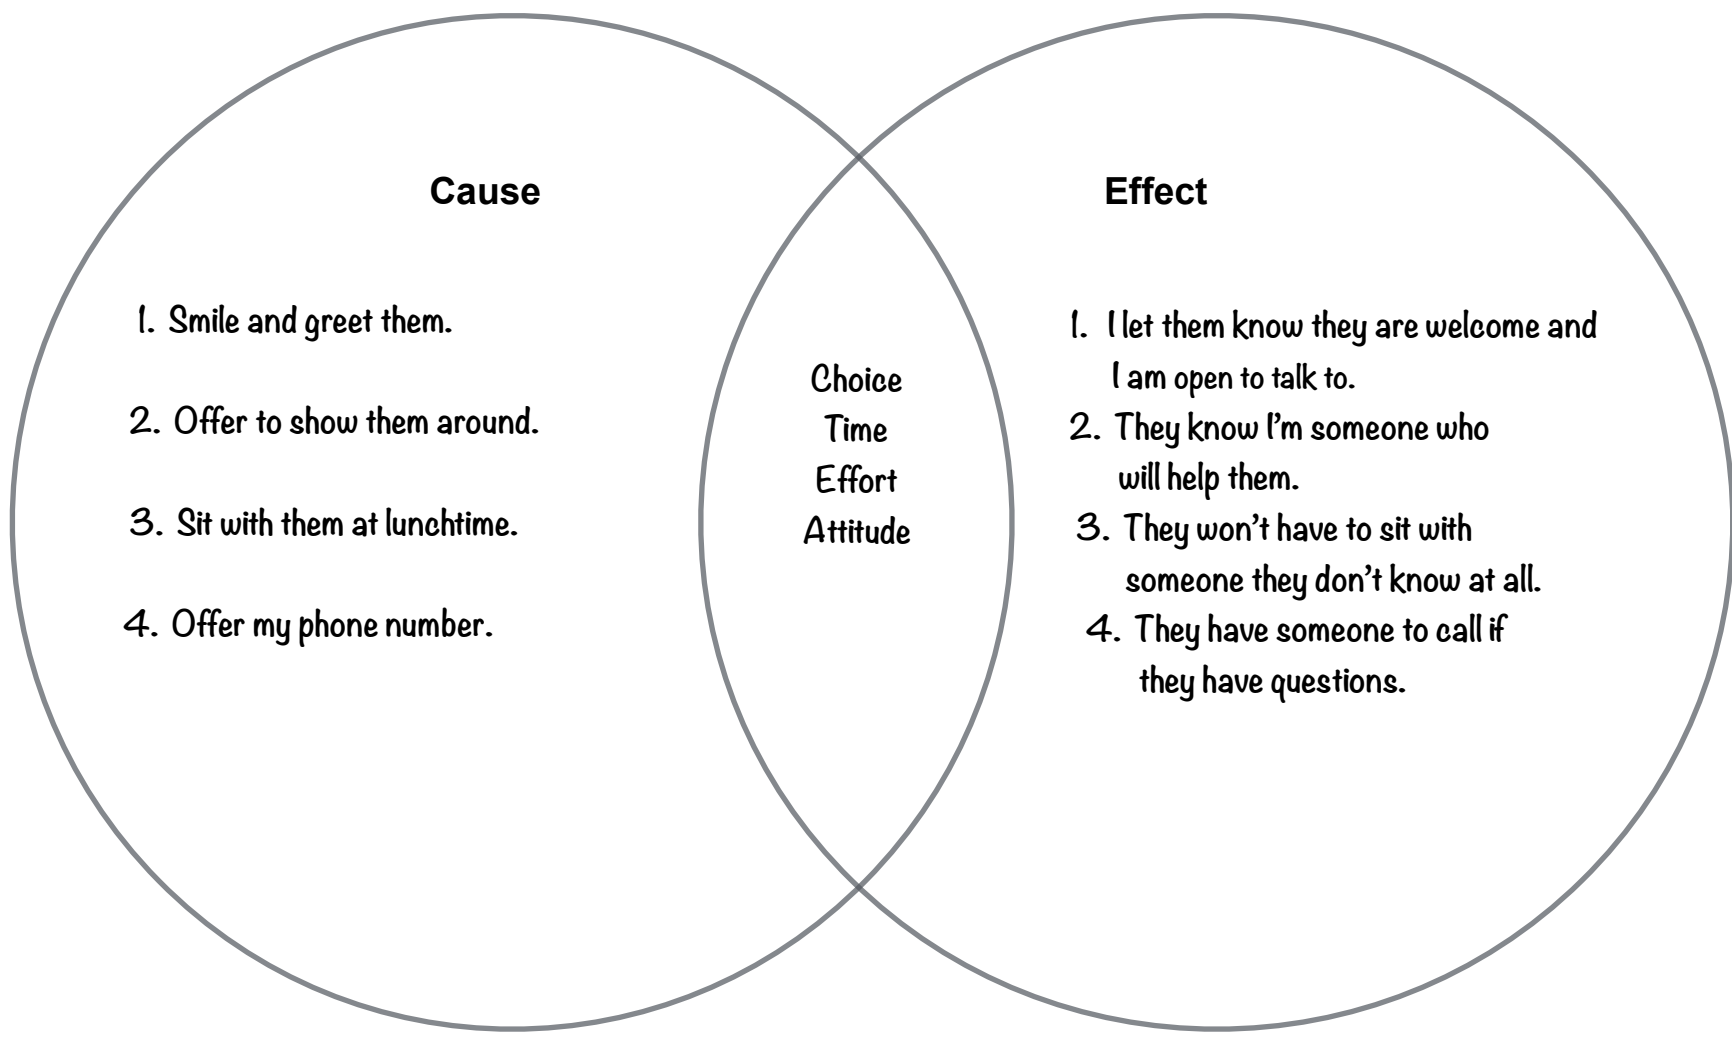 Cause
1. Smile and greet them.
2. Offer to show them around.
3. Sit with them at lunchtime.
4. Offer my phone number.
Choice
Time
Effort
Attitude
Effect
1. I let them know they are welcome and
I am open to talk to.
2. They know I'm someone who
will help them.
3. They won't have to sit with
someone they don't know at all.
4. They have someone to call if
they have questions.